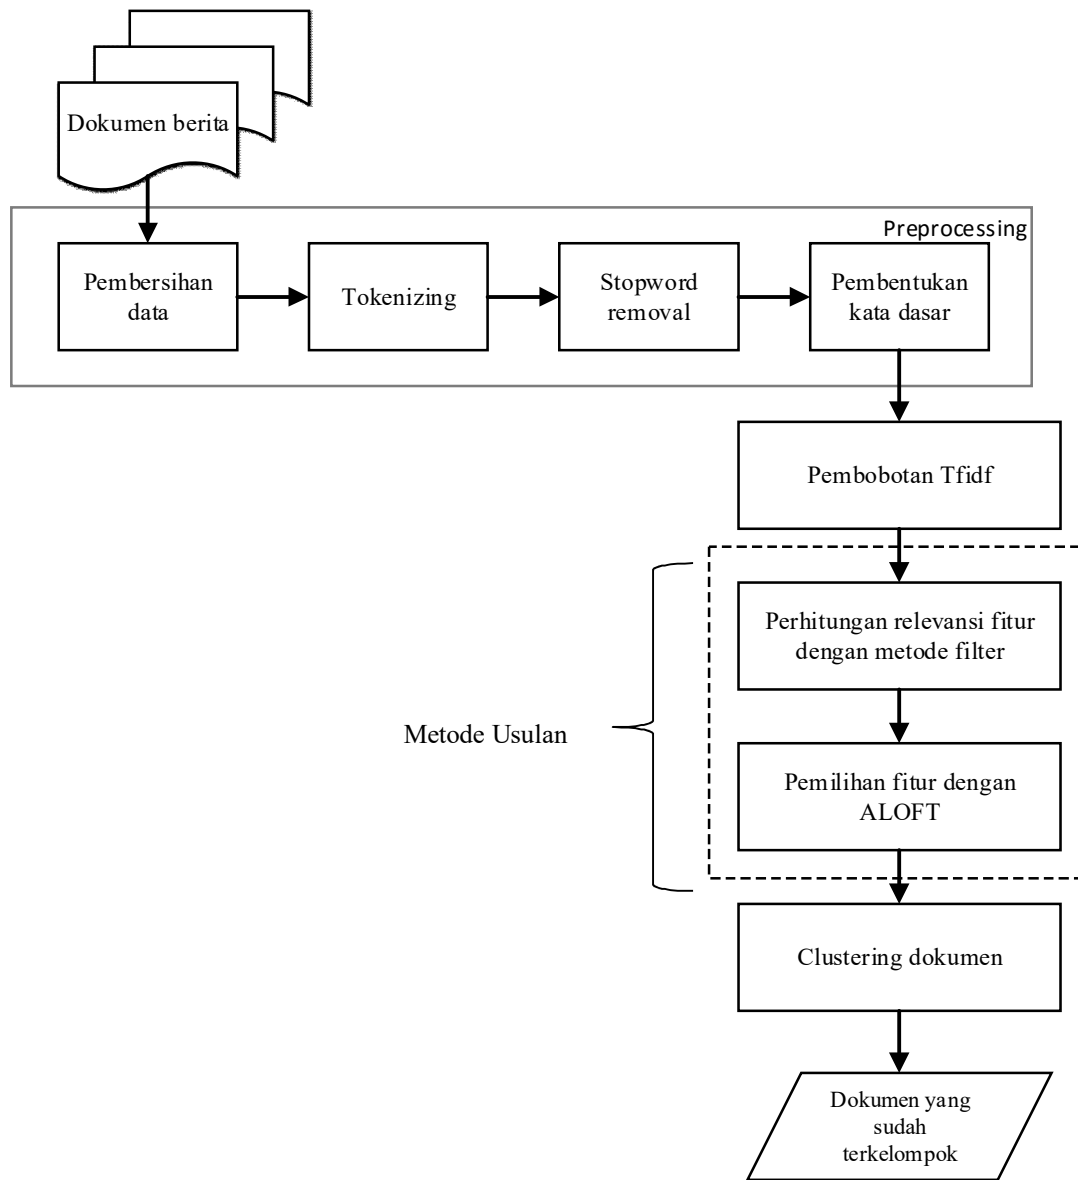 Dokumen berita
Preprocessing
Pembersihan
data
Tokenizing
Stopword
removal
Pembentukan
kata dasar
Pembobotan Tfidf
Perhitungan relevansi fitur
dengan metode filter
Metode Usulan
Pemilihan fitur dengan
ALOFT
Clustering dokumen
Dokumen yang
sudah
terkelompok